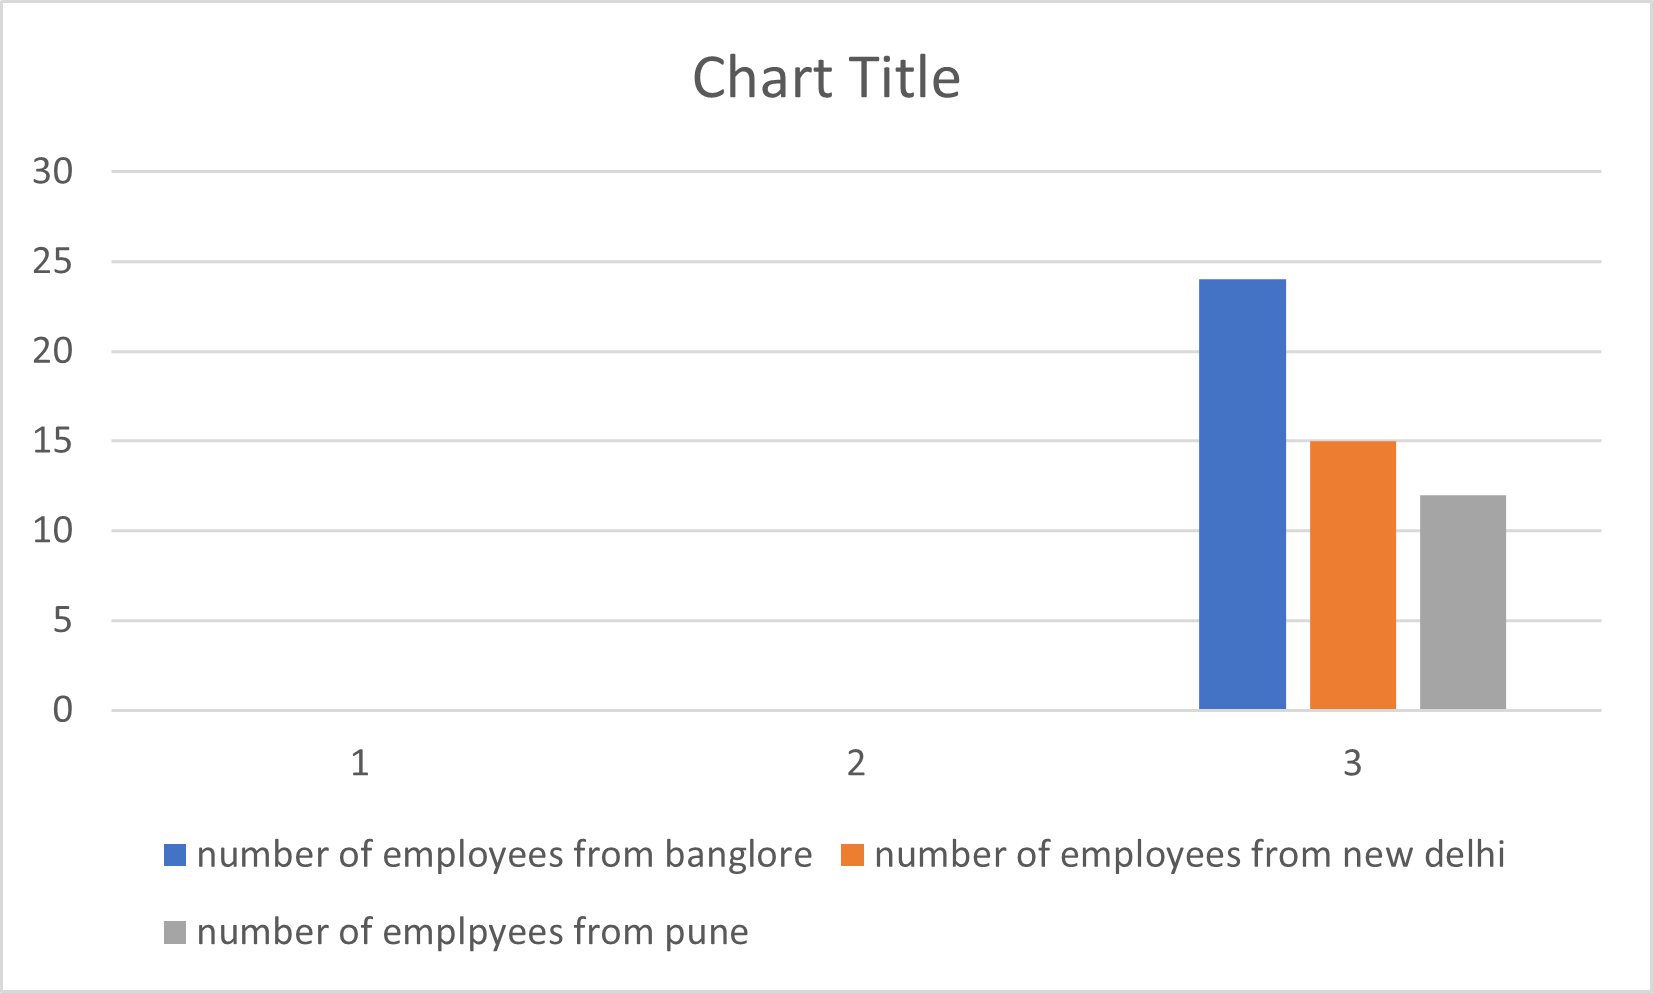 Chart Title
30
25
20
15
10
5
0
1 2 3
number of employees from banglore number of employees from new delhi
number of emplpyees from pune